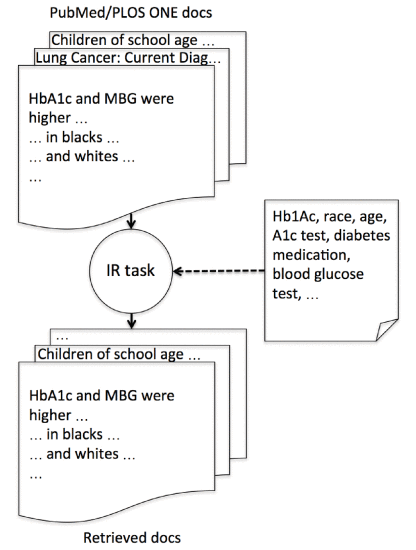 PubMed/PLOS ONE docs
Children of school age …
Lung Cancer: Current Diag…
HbA1c and MBG were
higher …
… in blacks …
… and whites …
…
Hb1Ac, race, age,
A1c test, diabetes
medication,
blood glucose
test, …
IR task
…
Children of school age …
HbA1c and MBG were
higher …
… in blacks …
… and whites …
…
Retrieved docs